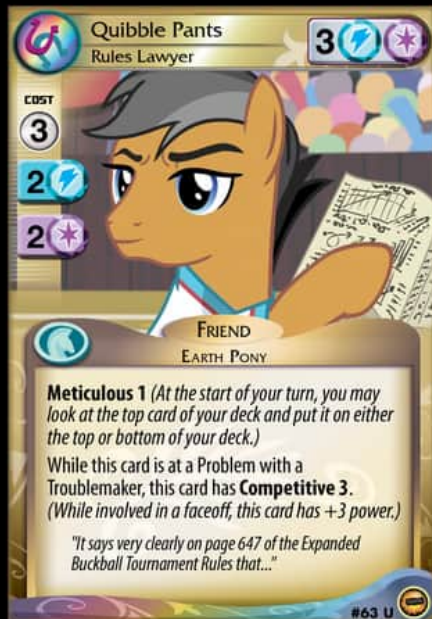 Quibble Pants
Rules Lawyer
3
COST
3
2
2
FRIEND
EARTH PONY
Meticulous 1 (At the start of your turn, you may
look at the top card of your deck and put it on either
the top or bottom of your deck.)
While this card is at a Problem with a
Troublemaker, this card has Competitive 3.
(While involved in a faceoff, this card has +3 power.)
"It says very clearly on page 647 of the Expanded
Buckball Tournament Rules that..."
#63 U